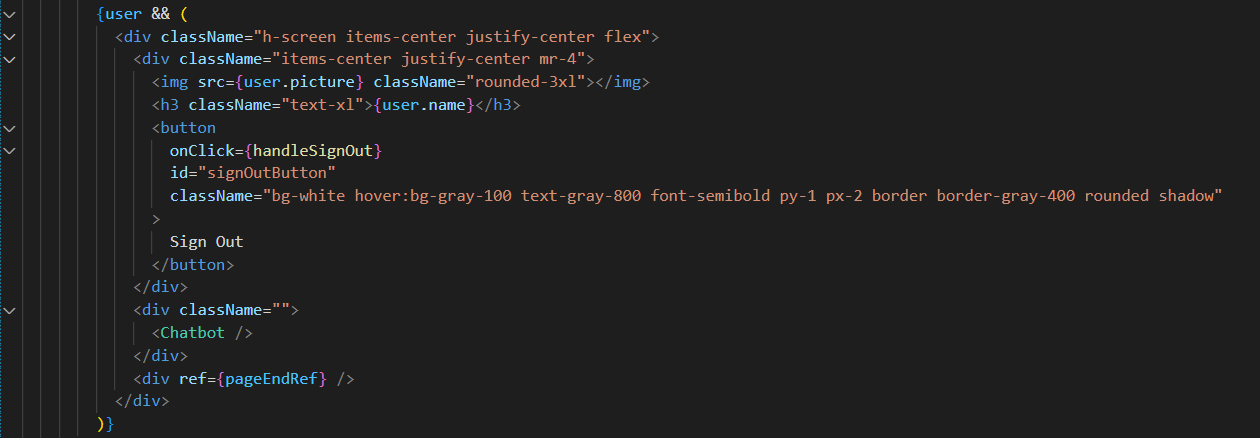 {user && (
<div className="h-screen items-center justify-center flex">
<div className="items-center justify-center mr-4">
<img src={user.picture} className="rounded-3xl"></img>
<h3 className="text-xl">{user.name}</h3>
<button
onClick={handleSignOut}
id="signOutButton"
className="bg-white hover:bg-gray-100 text-gray-800 font-semibold py-1 px-2 border border-gray-400 rounded shadow"
>
Sign Out
</button>
</div>
<div className="">
<Chatbot />
</div>
<div ref={pageEndRef} />
</div>
)}